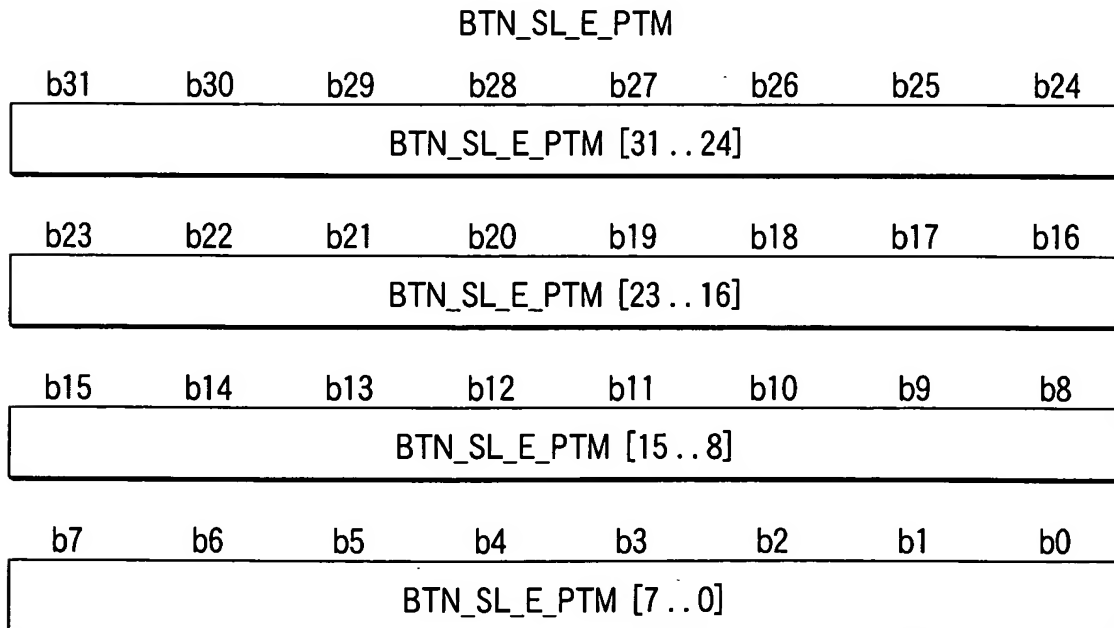 BTN_SL_E_PTM
b31 b30 b29 b28 b27 b26 b25 b24
BTN_SL_E_PTM [31 . . 24]
b23 b22 b21 b20 b19 b18 b17 b16
BTN_SL_E_PTM [23 . . 16]
b15 b14 b13 b12 b11 b10 b9 b8
BTN_SL_E_PTM [15 . . 8]
b7 b6 b5 b4 b3 b2 b1 b0
BTN_SL_E_PTM [7 . . 0]